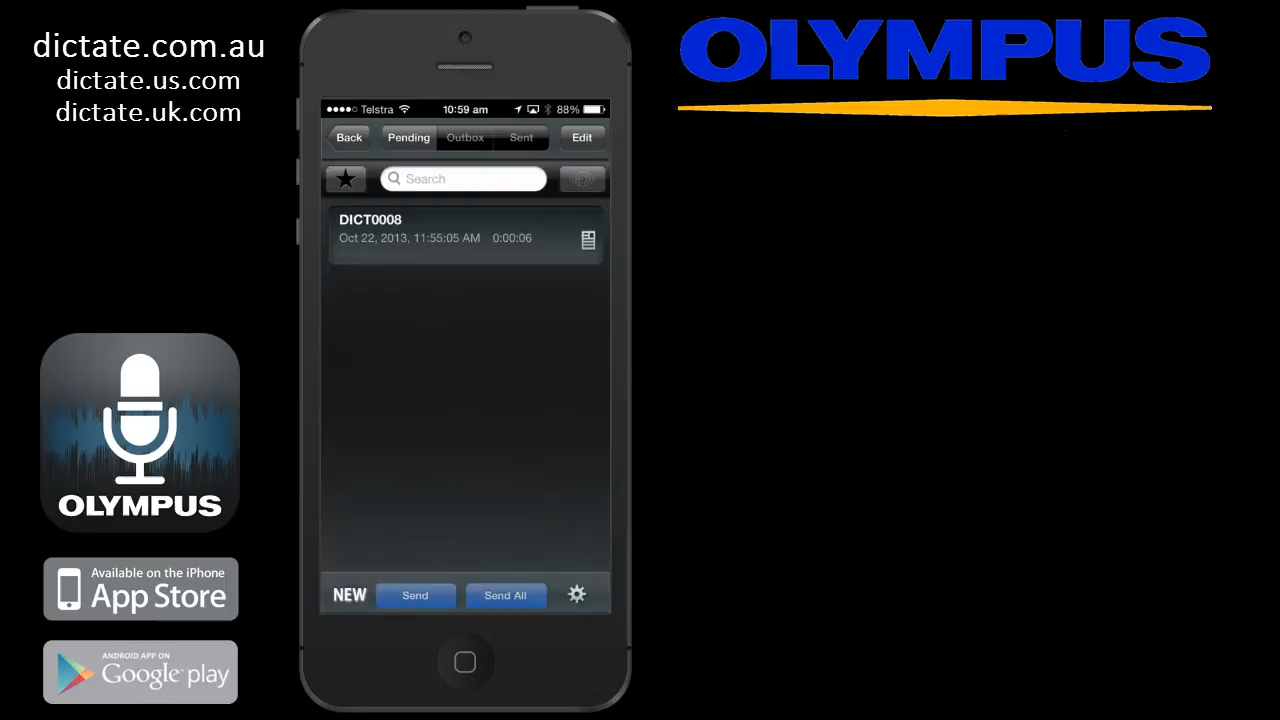 dictate.com.au
dictate.us.com
dictate.uk.com
OLYMPUS
Telstra 10:59 am 88%
Back Pending Outbox Sent Edit
Search
DICT0008
Oct 22, 2013, 11:55:05 AM 0:00:06
NEW Send Send All
OLYMPUS
Available on the iPhone
App Store
ANDROID APP ON
Google play